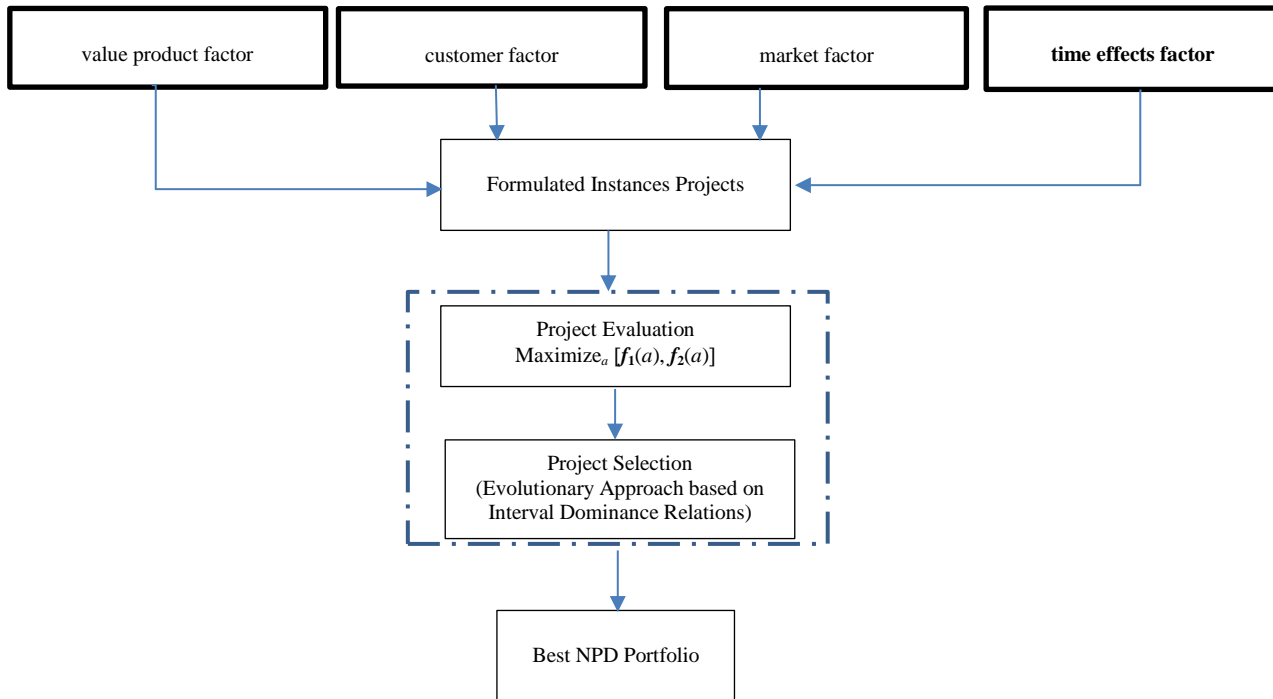 value product factor
customer factor
market factor
time effects factor
Formulated Instances Projects
Project Evaluation
Maximizeₐ [f₁(a), f₂(a)]
Project Selection
(Evolutionary Approach based on
Interval Dominance Relations)
Best NPD Portfolio